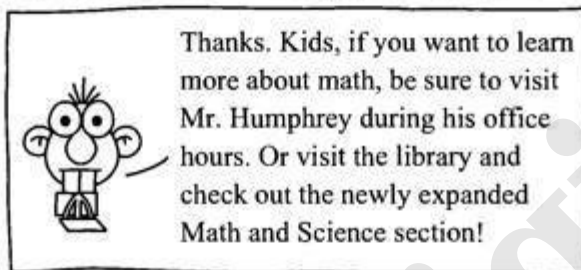 Thanks. Kids, if you want to learn
more about math, be sure to visit
Mr. Humphrey during his office
hours. Or visit the library and
check out the newly expanded
Math and Science section!